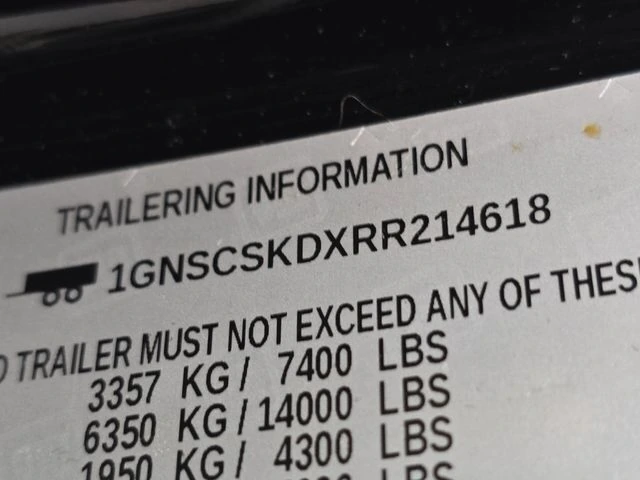 TRAILERING INFORMATION
1GNSCSKDXRR214618
TRAILER MUST NOT EXCEED ANY OF
3357 KG/ 7400 LBS
6350 KG/14000 LBS
1950 KG/ 4300 LBS